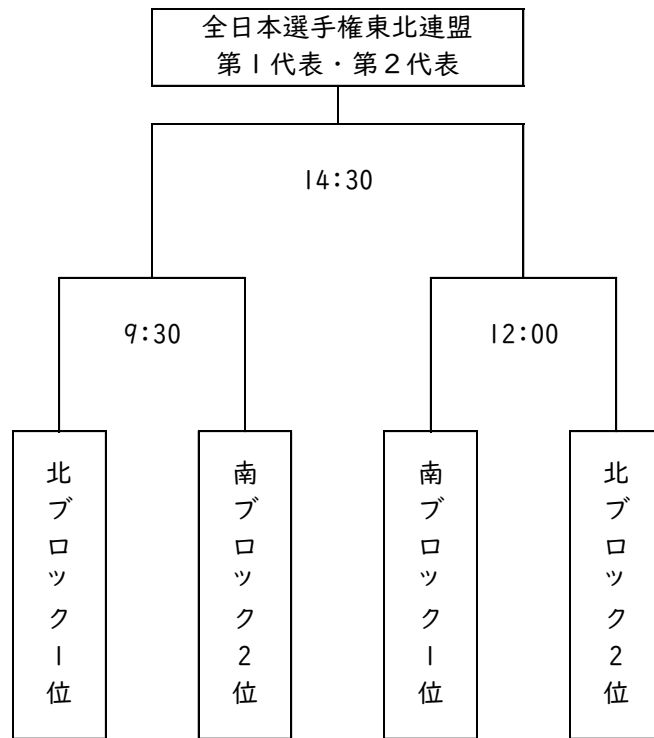 全日本選手権東北連盟
第1代表・第2代表
14:30
9:30
12:00
北ブロック1位
南ブロック2位
南ブロック1位
北ブロック2位